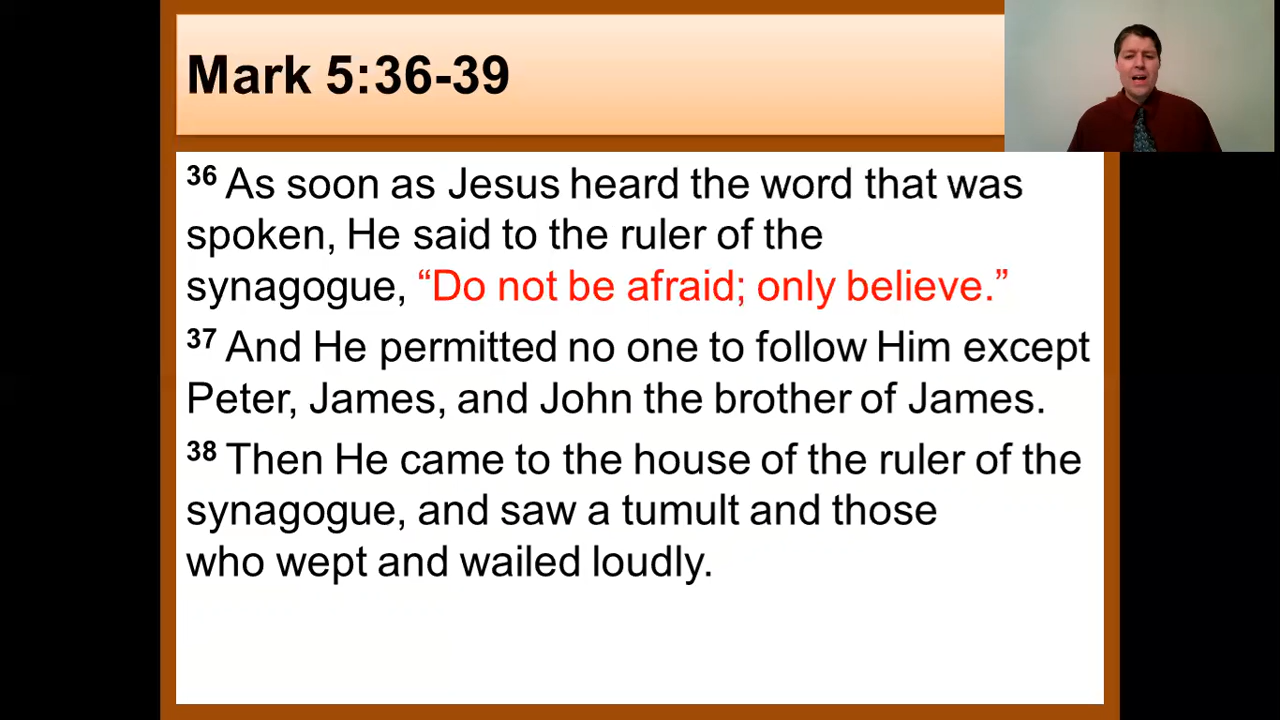 Mark 5:36-39
36 As soon as Jesus heard the word that was
spoken, He said to the ruler of the
synagogue, “Do not be afraid; only believe.”
37 And He permitted no one to follow Him except
Peter, James, and John the brother of James.
38 Then He came to the house of the ruler of the
synagogue, and saw a tumult and those
who wept and wailed loudly.